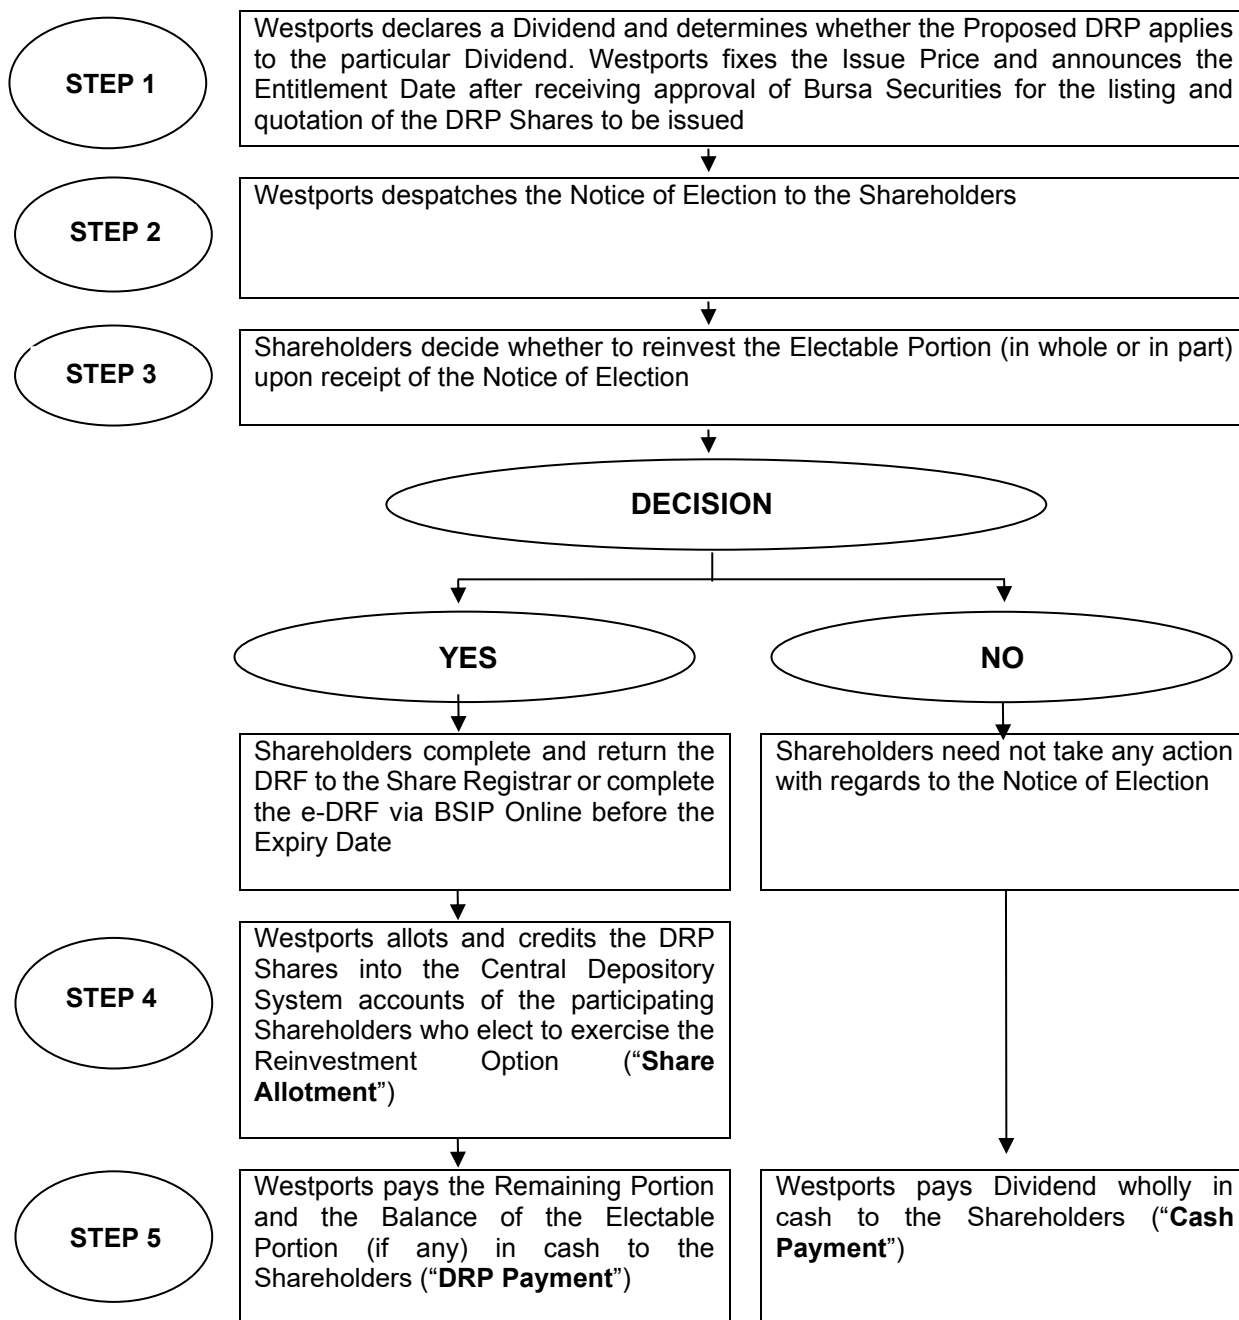 STEP 1
Westports declares a Dividend and determines whether the Proposed DRP applies
to the particular Dividend. Westports fixes the Issue Price and announces the
Entitlement Date after receiving approval of Bursa Securities for the listing and
quotation of the DRP Shares to be issued
STEP 2
Westports despatches the Notice of Election to the Shareholders
STEP 3
Shareholders decide whether to reinvest the Electable Portion (in whole or in part)
upon receipt of the Notice of Election
DECISION
YES
NO
Shareholders complete and return the
DRF to the Share Registrar or complete
the e-DRF via BSIP Online before the
Expiry Date
Shareholders need not take any action
with regards to the Notice of Election
STEP 4
Westports allots and credits the DRP
Shares into the Central Depository
System accounts of the participating
Shareholders who elect to exercise the
Reinvestment Option (“Share
Allotment”)
STEP 5
Westports pays the Remaining Portion
and the Balance of the Electable
Portion (if any) in cash to the
Shareholders (“DRP Payment”)
Westports pays Dividend wholly in
cash to the Shareholders (“Cash
Payment”)